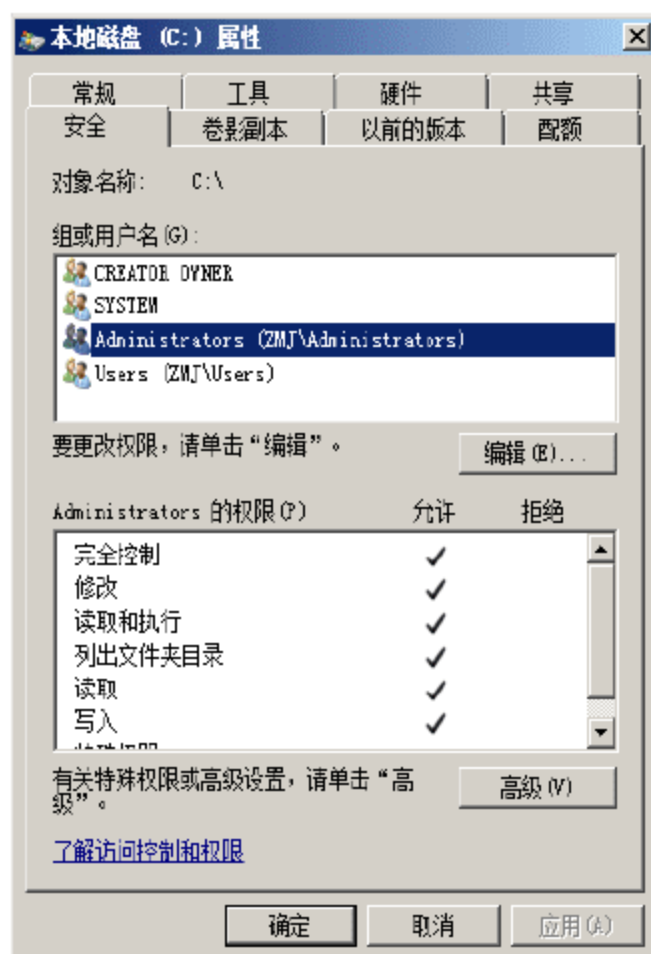 本地磁盘 (C:) 属性
常规 工具 硬件 共享
安全 卷影副本 以前的版本 配额
对象名称: C:\
组或用户名(G):
CREATOR OWNER
SYSTEM
Administrators (ZMJ\Administrators)
Users (ZMJ\Users)
要更改权限，请单击“编辑”。 编辑(E)...
Administrators 的权限(P) 允许 拒绝
完全控制
修改
读取和执行
列出文件夹目录
读取
写入
有关特殊权限或高级设置，请单击“高
级”。 高级(V)
了解访问控制和权限
确定 取消 应用(A)